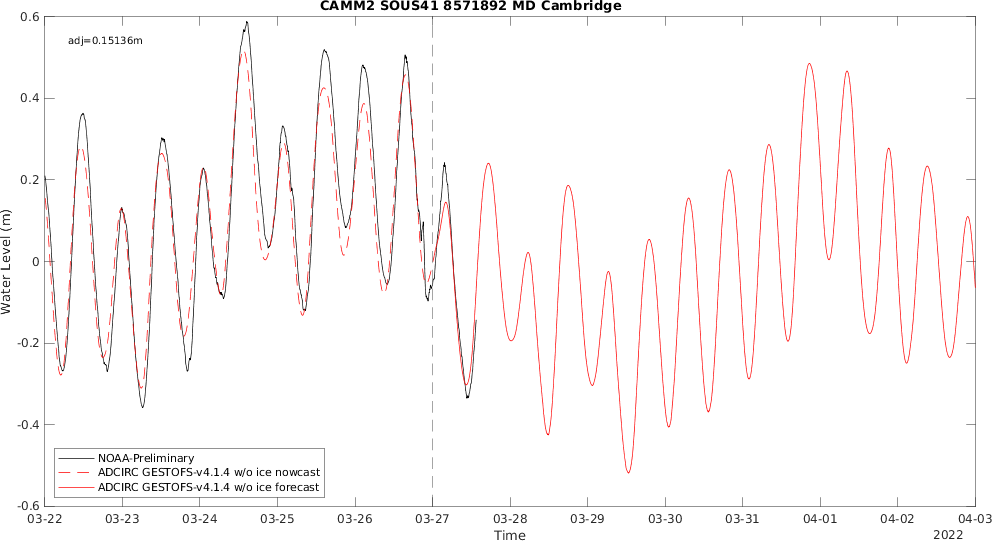 CAMM2 SOUS41 8571892 MD Cambridge
adj=0.15136m
0.6
0.4
0.2
0
-0.2
-0.4
-0.6
Water Level (m)
NOAA-Preliminary
ADCIRC GESTOFS-v4.1.4 w/o ice nowcast
ADCIRC GESTOFS-v4.1.4 w/o ice forecast
03-22 03-23 03-24 03-25 03-26 03-27 03-28 03-29 03-30 03-31 04-01 04-02 04-03
Time
2022